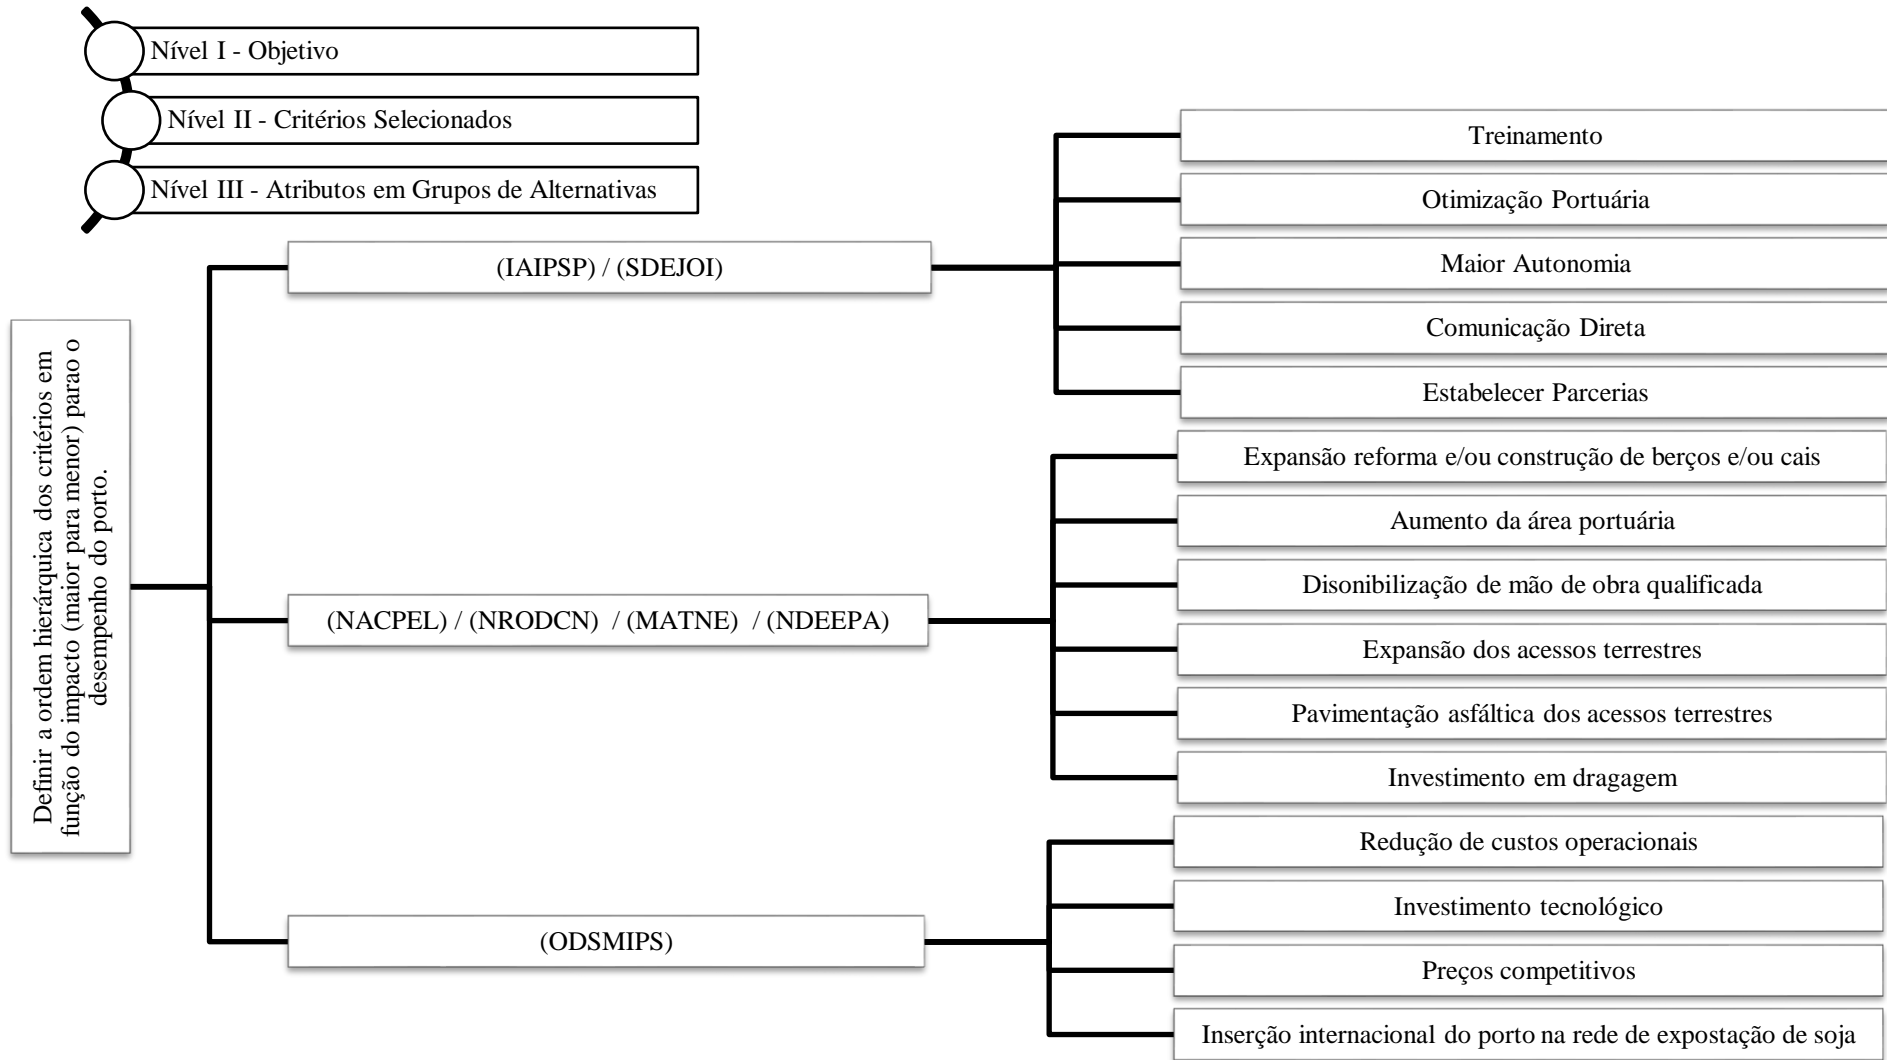 Nível I - Objetivo
Nível II - Critérios Selecionados
Nível III - Atributos em Grupos de Alternativas
Definir a ordem hierárquica dos critérios em
função do impacto (maior para menor) parao o
desempenho do porto.
(IAIPSP) / (SDEJOI)
Treinamento
Otimização Portuária
Maior Autonomia
Comunicação Direta
Estabelecer Parcerias
(NACPEL) / (NRODCN) / (MATNE) / (NDEEPA)
Expansão reforma e/ou construção de berços e/ou cais
Aumento da área portuária
Disonibilização de mão de obra qualificada
Expansão dos acessos terrestres
Pavimentação asfáltica dos acessos terrestres
Investimento em dragagem
(ODSMIPS)
Redução de custos operacionais
Investimento tecnológico
Preços competitivos
Inserção internacional do porto na rede de expostação de soja